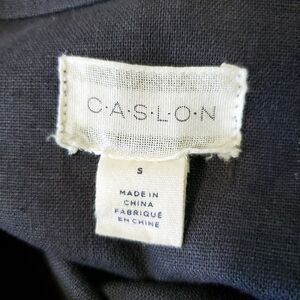 C·A·S·L·O·N
S
MADE IN
CHINA
FABRIQUÉ
EN CHINE